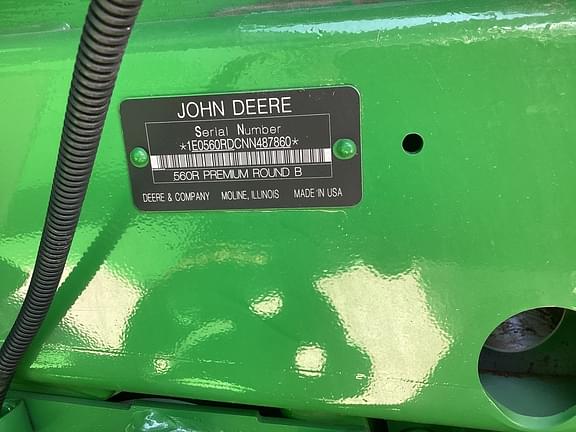 JOHN DEERE
Serial Number
*1E0560RDCNN487860*
560R PREMIUM ROUND B
DEERE & COMPANY MOLINE, ILLINOIS MADE IN USA